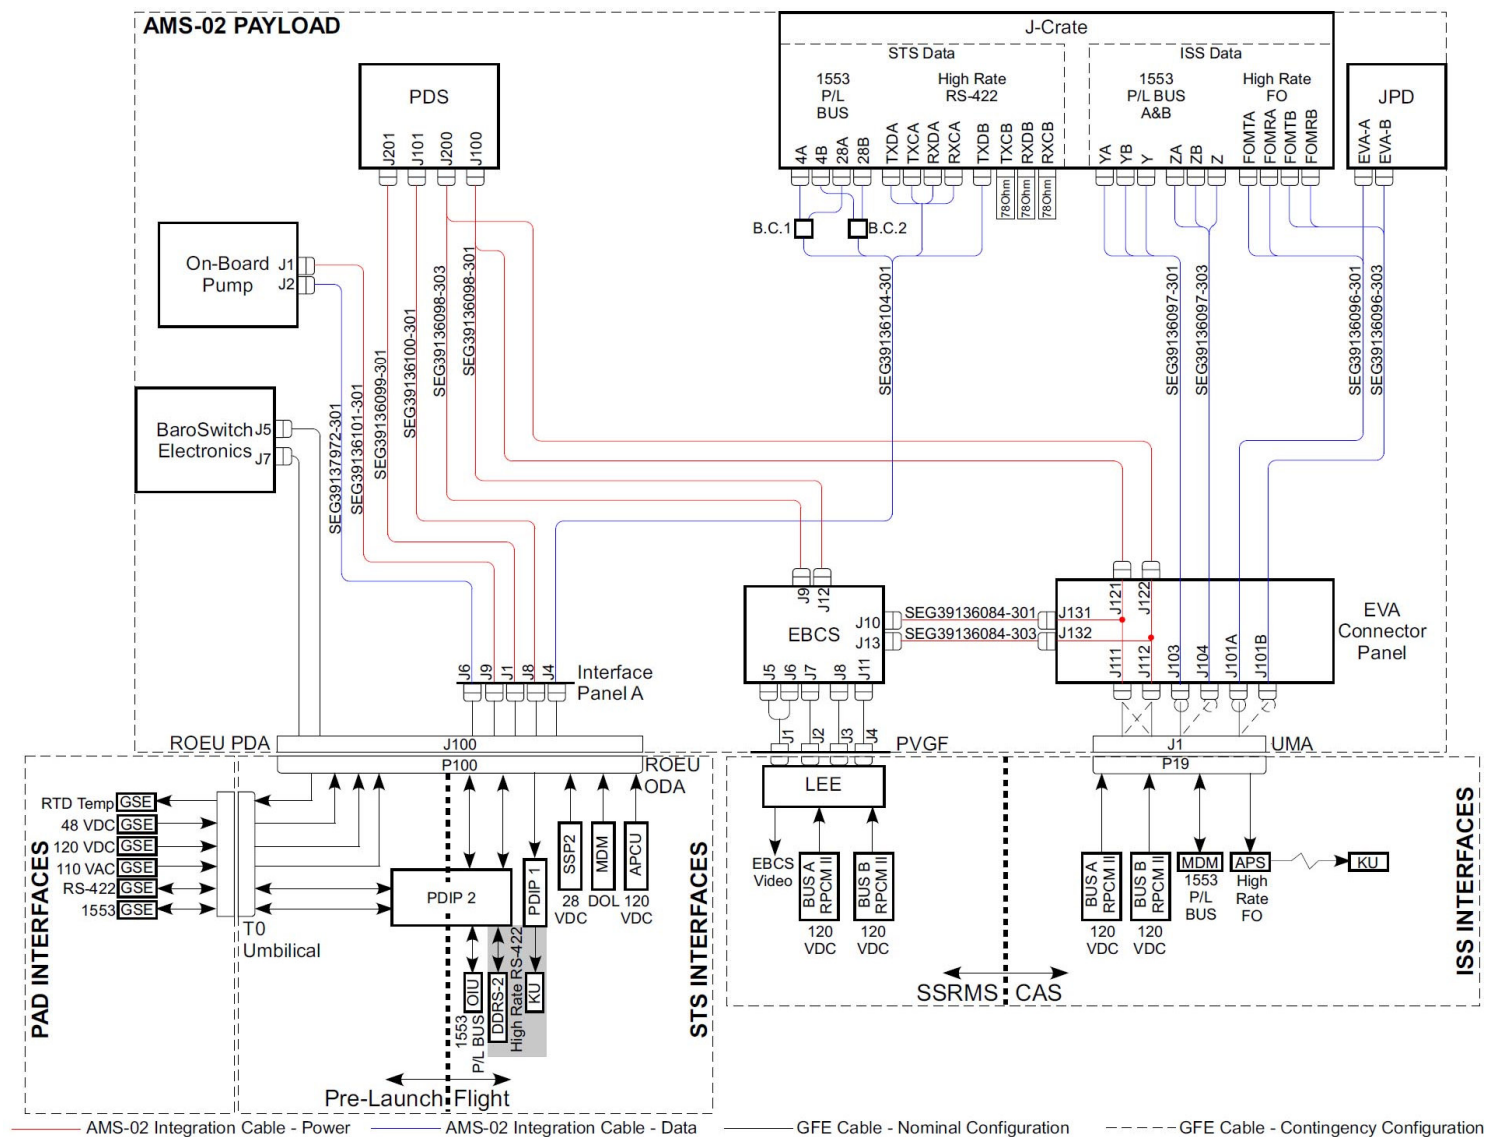 AMS-02 PAYLOAD
J-Crate
STS Data
ISS Data
1553
P/L
BUS
High Rate
RS-422
1553
P/L BUS
A&B
High Rate
FO
PDS
JPD
J201
J101
J200
J100
4A
4B
28A
28B
TXDA
TXCA
RXDA
RXCA
TXDB
TXCB
RXDB
RXCB
YA
YB
Y
ZA
ZB
Z
FOMTA
FOMRA
FOMTB
FOMRB
EVA-A
EVA-B
78Ohm
78Ohm
78Ohm
B.C.1
B.C.2
On-Board
Pump
J1
J2
BaroSwitch
Electronics
J5
J7
SEG39137972-301
SEG39136101-301
SEG39136099-301
SEG39136100-301
SEG39136098-303
SEG39136098-301
SEG39136104-301
SEG39136097-301
SEG39136097-303
SEG39136096-301
SEG39136096-303
J9
J12
EBCS
J10
J13
J5
J6
J7
J8
J11
SEG39136084-301
SEG39136084-303
J131
J132
J121
J122
J111
J112
J103
J104
J101A
J101B
EVA
Connector
Panel
J6
J9
J1
J8
J4
Interface
Panel A
ROEU PDA
J100
P100
ROEU
ODA
J1
J2
J3
J4
PVGF
LEE
J1
UMA
P19
PAD INTERFACES
RTD Temp GSE
48 VDC GSE
120 VDC GSE
110 VAC GSE
RS-422 GSE
1553 GSE
T0
Umbilical
PDIP 2
PDIP 1
SSP2
28
VDC
MDM
DOL
APCU
120
VDC
OIU
1553
P/L BUS
DDRS-2
High Rate RS-422
KU
STS INTERFACES
Pre-Launch
Flight
EBCS
Video
BUS A
RPCM II
120
VDC
BUS B
RPCM II
120
VDC
SSRMS
CAS
BUS A
RPCM II
120
VDC
BUS B
RPCM II
120
VDC
MDM
1553
P/L
BUS
APS
High
Rate
FO
KU
ISS INTERFACES
AMS-02 Integration Cable - Power
AMS-02 Integration Cable - Data
GFE Cable - Nominal Configuration
GFE Cable - Contingency Configuration